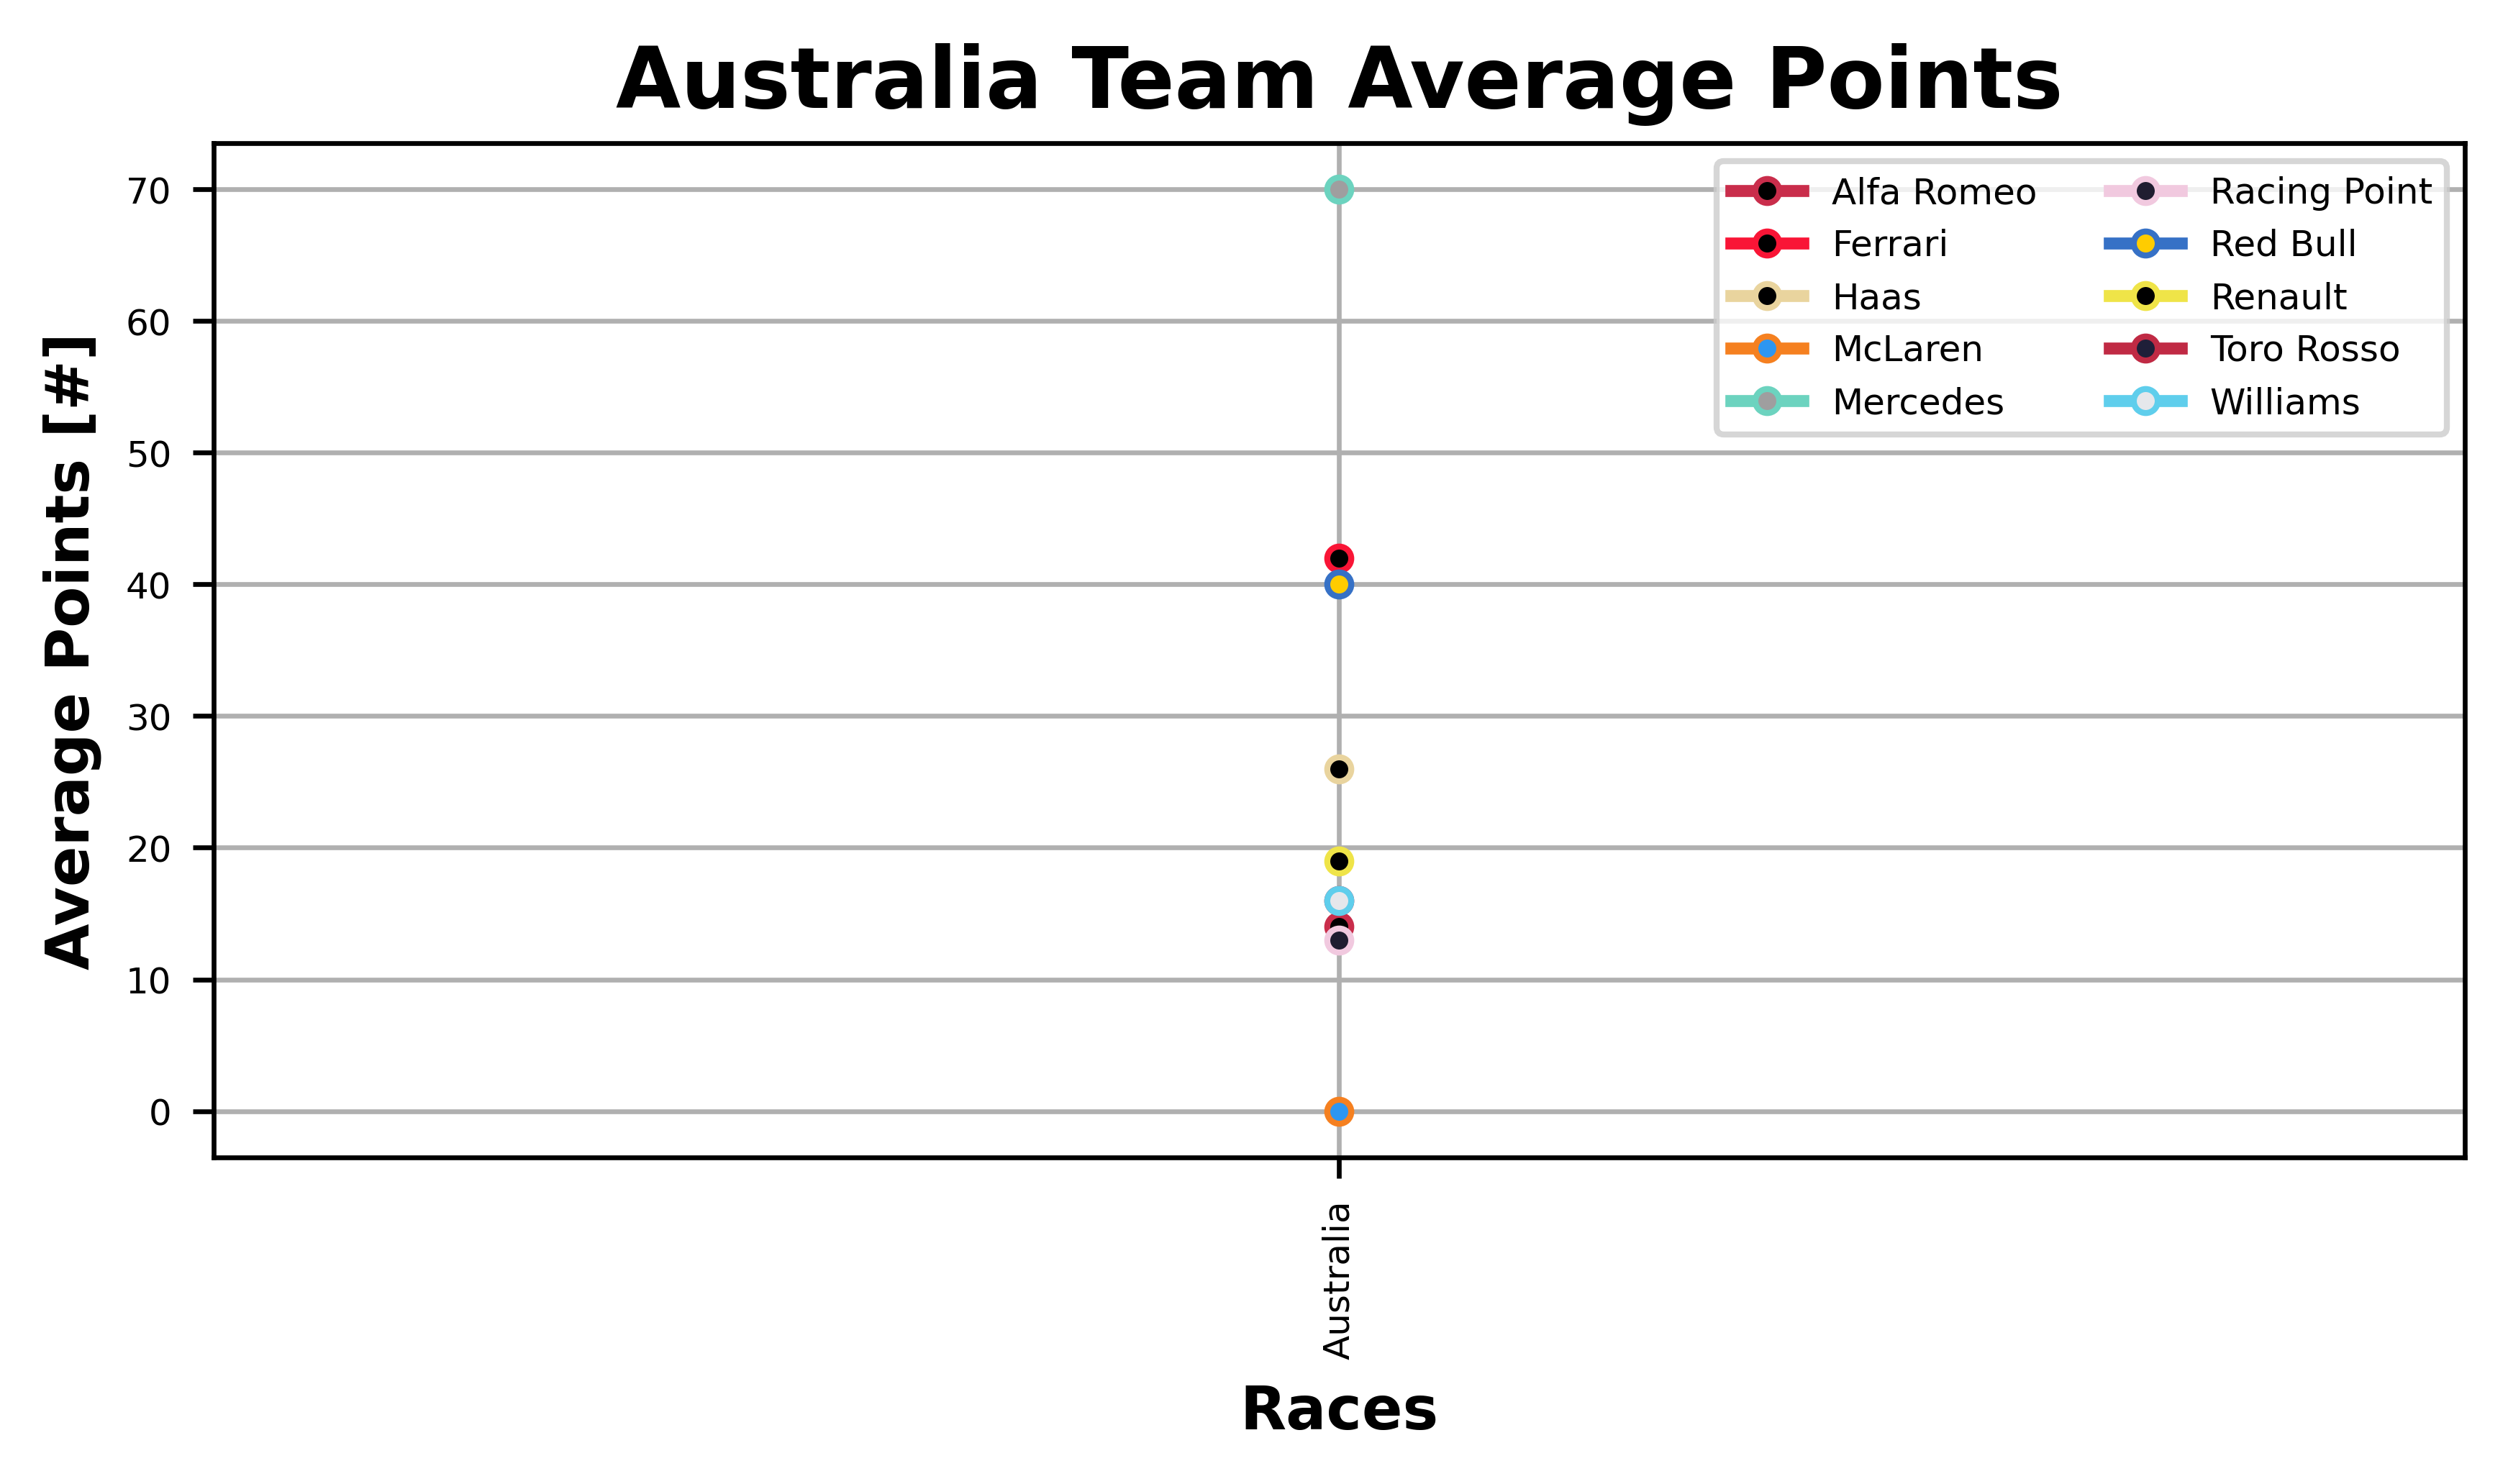 Australia Team Average Points
Average Points [#]
70
60
50
40
30
20
10
0
Alfa Romeo
Ferrari
Haas
McLaren
Mercedes
Racing Point
Red Bull
Renault
Toro Rosso
Williams
Australia
Races